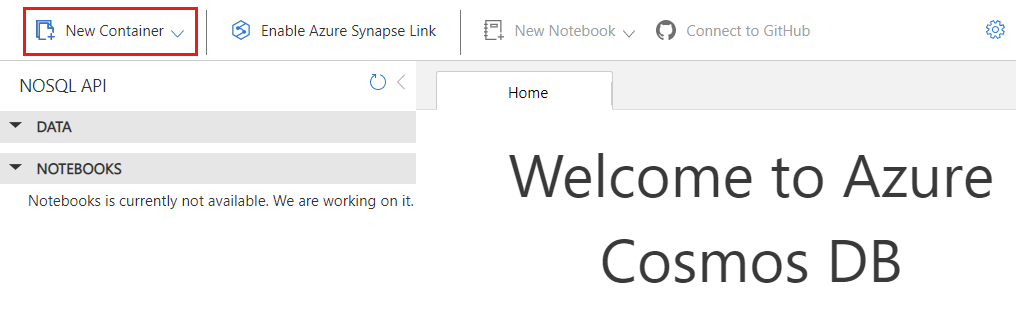 New Container
Enable Azure Synapse Link
New Notebook
Connect to GitHub
NOSQL API
Home
DATA
NOTEBOOKS
Notebooks is currently not available. We are working on it.
Welcome to Azure
Cosmos DB